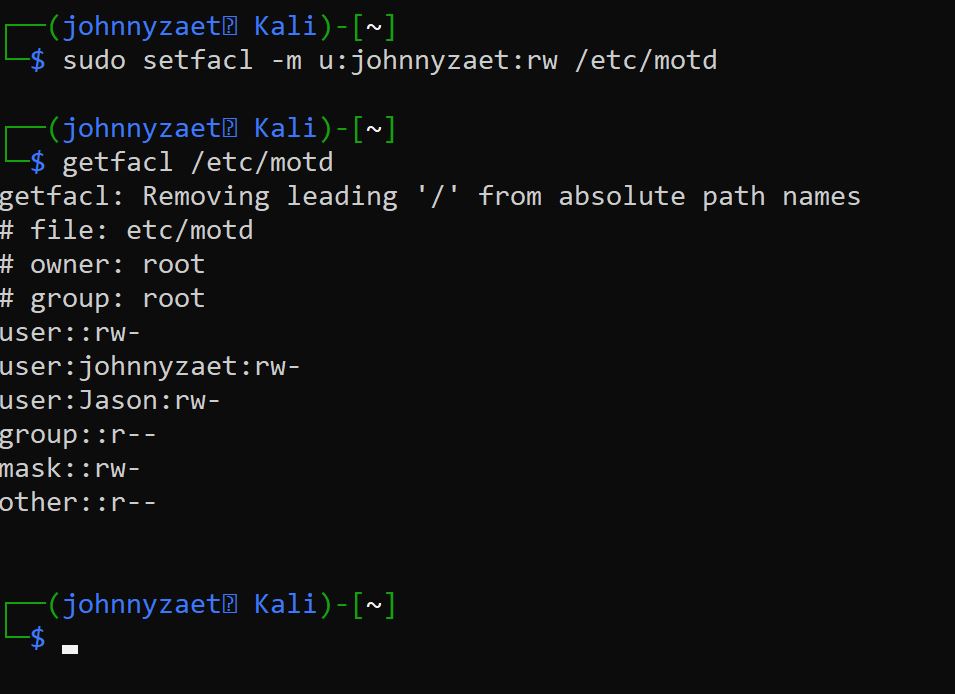 ┌──(johnnyzaet㉿ Kali)-[~]
└─$ sudo setfacl -m u:johnnyzaet:rw /etc/motd
┌──(johnnyzaet㉿ Kali)-[~]
└─$ getfacl /etc/motd
getfacl: Removing leading '/' from absolute path names
# file: etc/motd
# owner: root
# group: root
user::rw-
user:johnnyzaet:rw-
user:Jason:rw-
group::r--
mask::rw-
other::r--
┌──(johnnyzaet㉿ Kali)-[~]
└─$